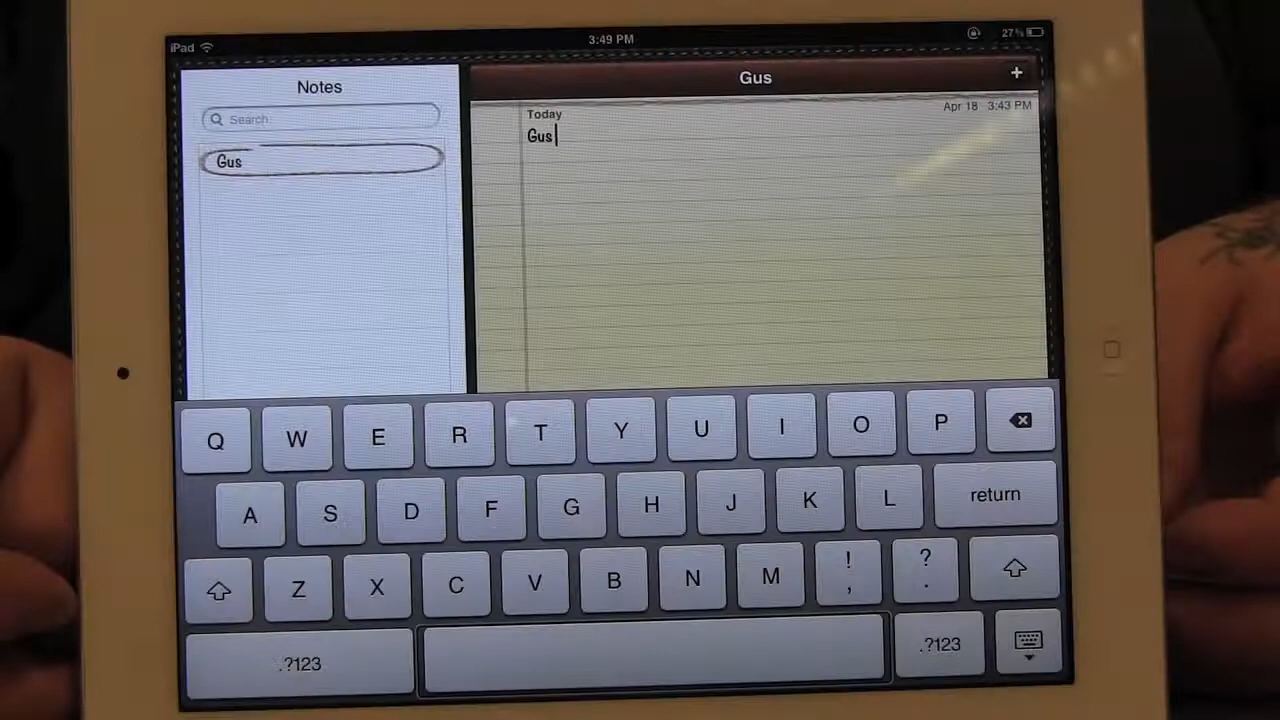 iPad 3:49 PM 27%
Notes
Gus
Search
Today Apr 18 3:43 PM
Gus
Gus
Q W E R T Y U I O P
A S D F G H J K L return
Z X C V B N M ! , ? .
.?123 .?123